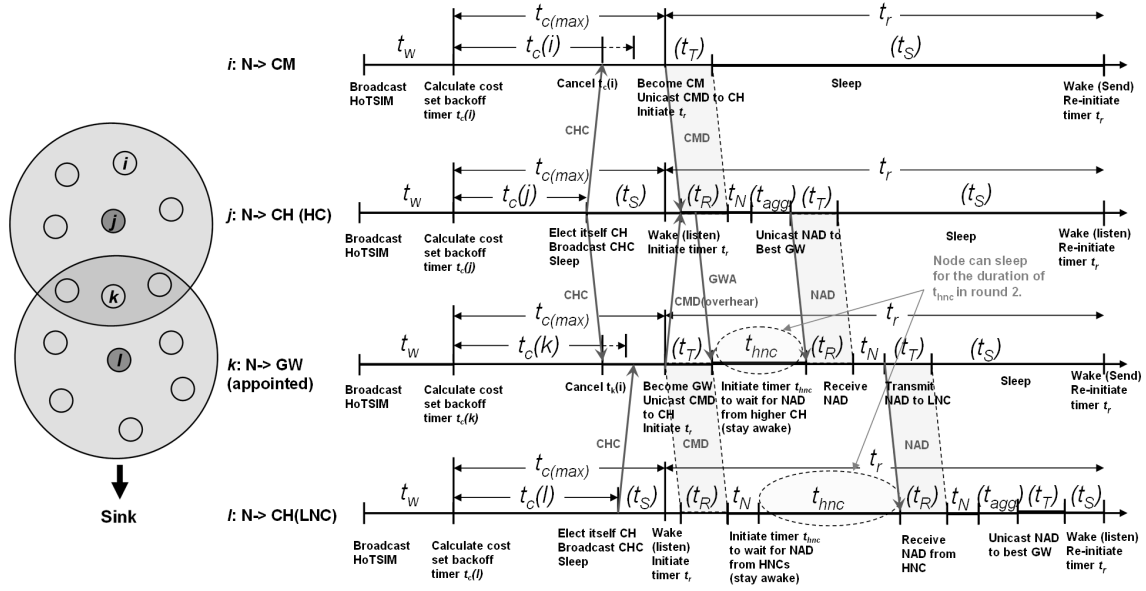 t_c(max)
t_r
t_w
t_c(i)
(t_T)
(t_S)
i: N-> CM
Broadcast
HoTSIM
Calculate cost
set backoff
timer t_c(i)
Cancel t_c(i)
Become CM
Unicast CMD to CH
Initiate t_r
Sleep
Wake (Send)
Re-initiate
timer t_r
CHC
CMD
i
j
k
l
Sink
t_c(max)
t_r
t_w
t_c(j)
(t_S)
(t_R)
t_N
(t_agg)
(t_T)
(t_S)
j: N-> CH (HC)
Broadcast
HoTSIM
Calculate cost
set backoff
timer t_c(j)
Elect itself CH
Broadcast CHC
Sleep
Wake (listen)
Initiate timer t_r
Unicast NAD to
Best GW
Sleep
Wake (listen)
Re-initiate
timer t_r
Node can sleep
for the duration of
t_hnc in round 2.
CHC
GWA
CMD(overhear)
NAD
t_c(max)
t_r
t_w
t_c(k)
(t_T)
t_hnc
(t_R)
t_N
(t_T)
(t_S)
k: N-> GW
(appointed)
Broadcast
HoTSIM
Calculate cost
set backoff
timer t_c(k)
Cancel t_k(i)
Become GW
Unicast CMD
to CH
Initiate t_r
Initiate timer t_hnc
to wait for NAD
from higher CH
(stay awake)
Receive
NAD
Transmit
NAD to LNC
Sleep
Wake (Send)
Re-initiate
timer t_r
CHC
CMD
NAD
t_c(max)
t_r
t_w
t_c(l)
(t_S)
(t_R)
t_N
t_hnc
(t_R)
t_N
(t_agg)
(t_T)
(t_S)
l: N-> CH(LNC)
Broadcast
HoTSIM
Calculate cost
set backoff
timer t_c(l)
Elect itself CH
Broadcast CHC
Sleep
Wake
(listen)
Initiate
timer t_r
Initiate timer t_hnc
to wait for NAD
from HNCs
(stay awake)
Receive
NAD from
HNC
Unicast NAD
to best GW
Wake (listen)
Re-initiate
timer t_r